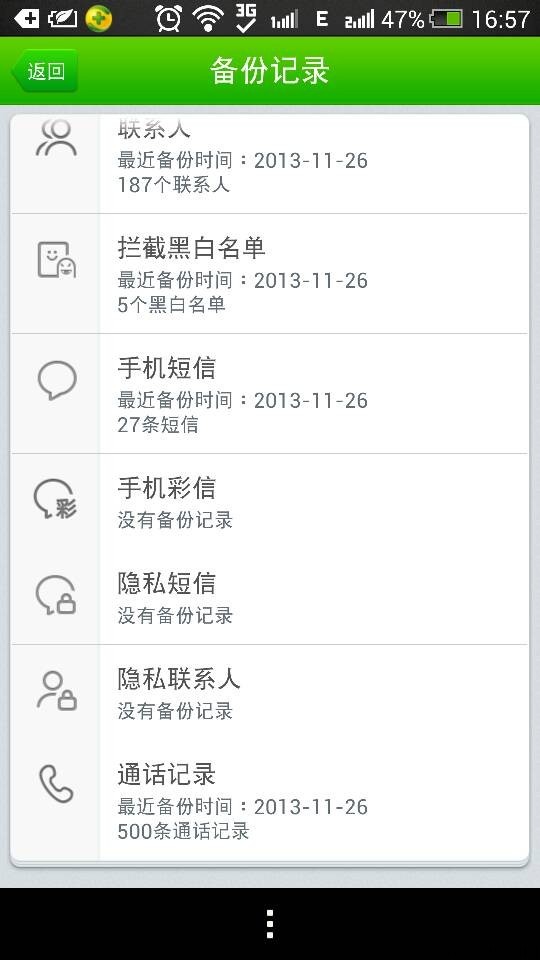 3G
E
47%
16:57
返回
备份记录
联系人
最近备份时间：2013-11-26
187个联系人
拦截黑白名单
最近备份时间：2013-11-26
5个黑白名单
手机短信
最近备份时间：2013-11-26
27条短信
彩
手机彩信
没有备份记录
隐私短信
没有备份记录
隐私联系人
没有备份记录
通话记录
最近备份时间：2013-11-26
500条通话记录